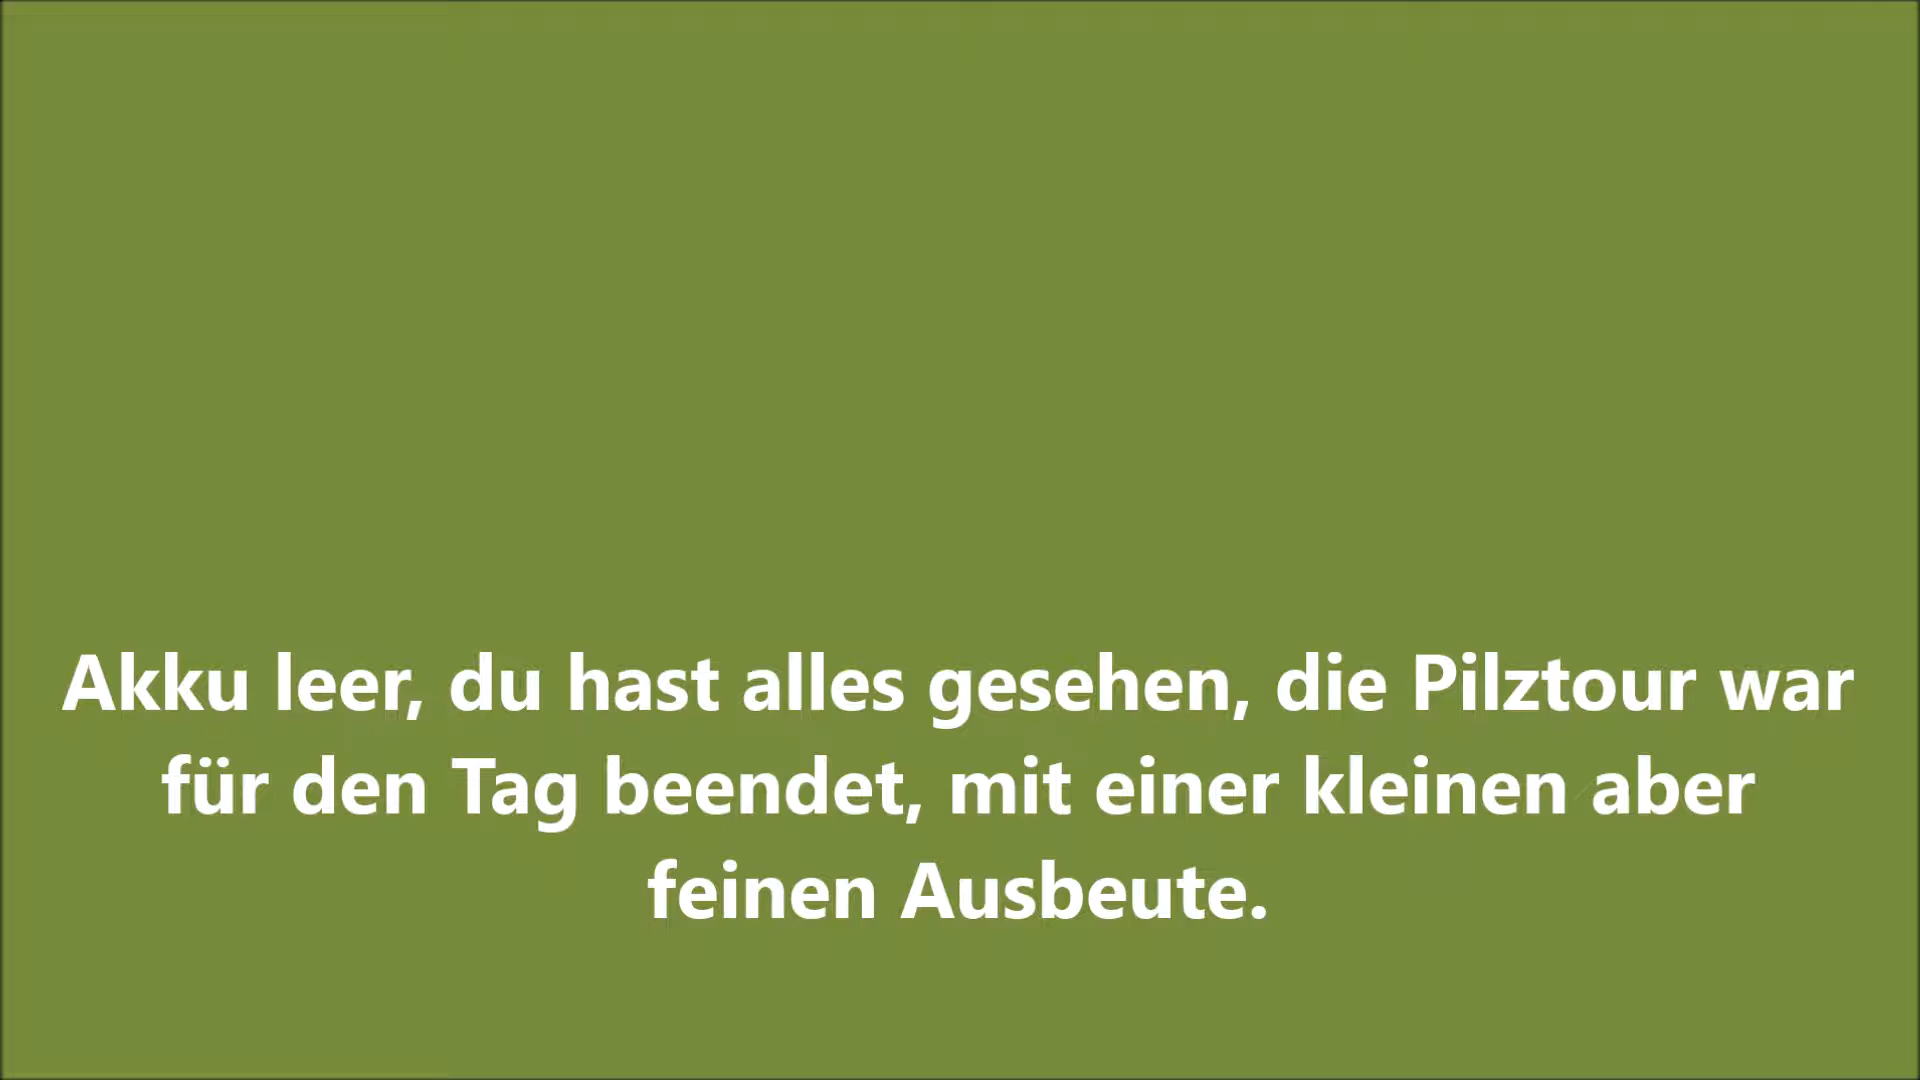 Akku leer, du hast alles gesehen, die Pilztour war
für den Tag beendet, mit einer kleinen aber
feinen Ausbeute.